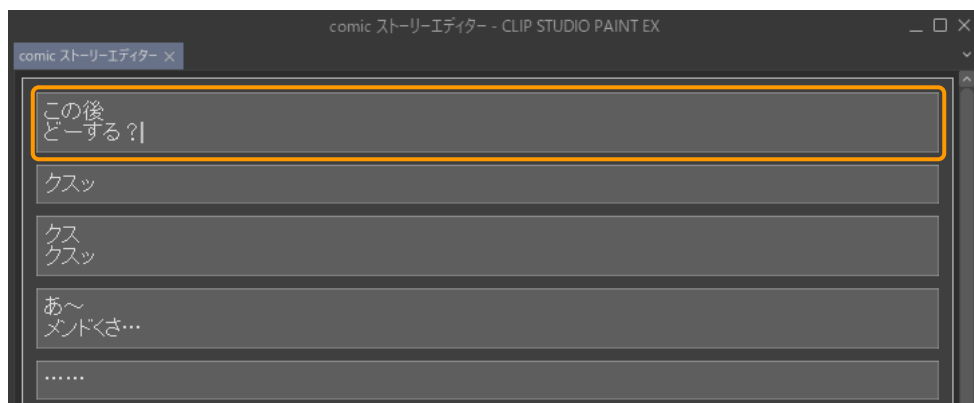 comic ストーリーエディター - CLIP STUDIO PAINT EX
comic ストーリーエディター
この後
どーする？
クスッ
クス
クスッ
あ～
メンドくさ…
……